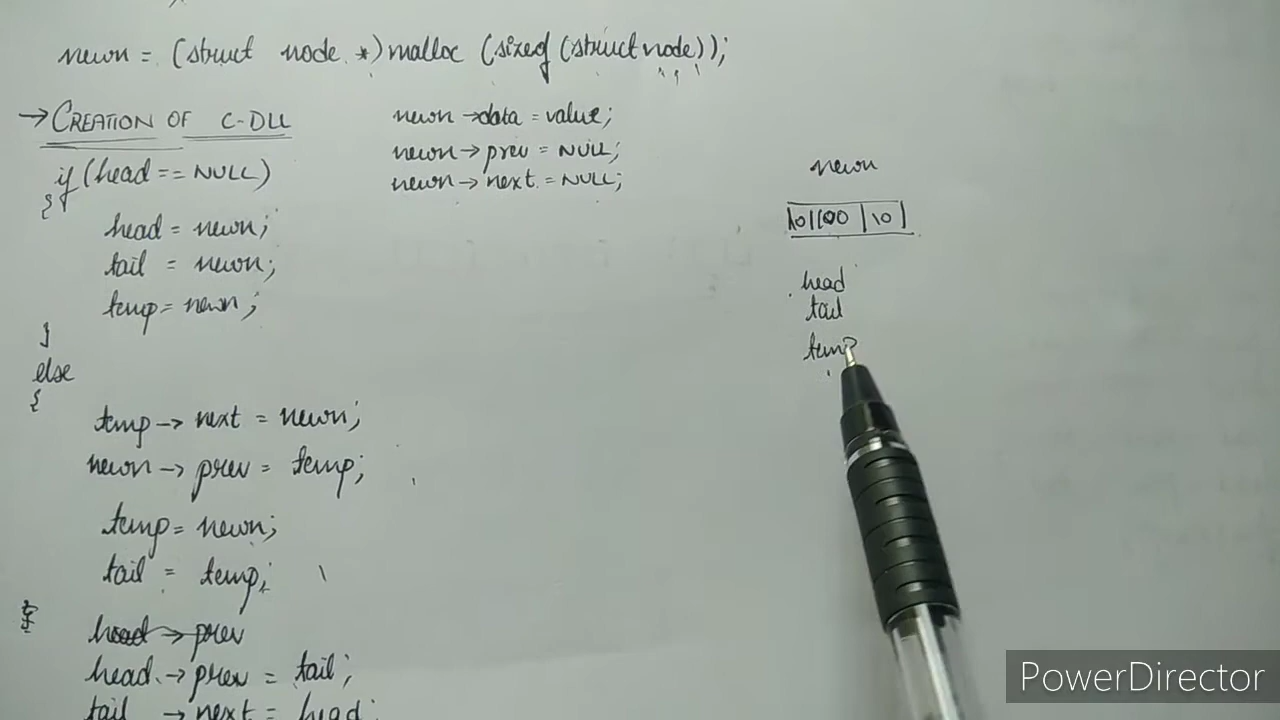 newn = (struct node *) malloc (sizeof (struct node));
→ CREATION OF C-DLL
if (head == NULL)
{
head = newn;
tail = newn;
temp = newn;
}
else
{
temp → next = newn;
newn → prev = temp;
temp = newn;
tail = temp;
}
head → prev
head → prev = tail;
tail → next = head;
newn → data = value;
newn → prev = NULL;
newn → next = NULL;
newn
10
head
tail
temp
PowerDirector